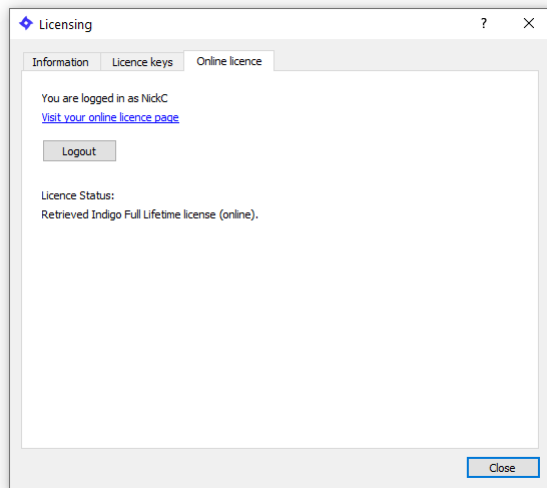 Licensing
?
Information Licence keys Online licence
You are logged in as NickC
Visit your online licence page
Logout
Licence Status:
Retrieved Indigo Full Lifetime license (online).
Close